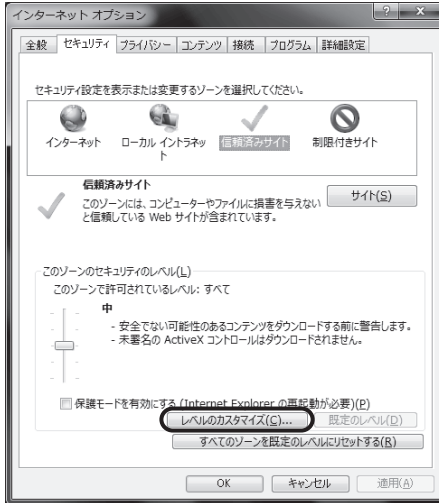 インターネット オプション
全般 セキュリティ プライバシー コンテンツ 接続 プログラム 詳細設定
セキュリティ設定を表示または変更するゾーンを選択してください。
インターネット ローカル イントラネッ 信頼済みサイト 制限付きサイト
ト
信頼済みサイト
サイト(S)
このゾーンには、コンピューターやファイルに損害を与えない
と信頼している Web サイトが含まれています。
このゾーンのセキュリティのレベル(L)
このゾーンで許可されているレベル: すべて
中
- 安全でない可能性のあるコンテンツをダウンロードする前に警告します。
- 未署名の ActiveX コントロールはダウンロードされません。
保護モードを有効にする (Internet Explorer の再起動が必要)(P)
レベルのカスタマイズ(C)... 既定のレベル(D)
すべてのゾーンを既定のレベルにリセットする(R)
OK キャンセル 適用(A)